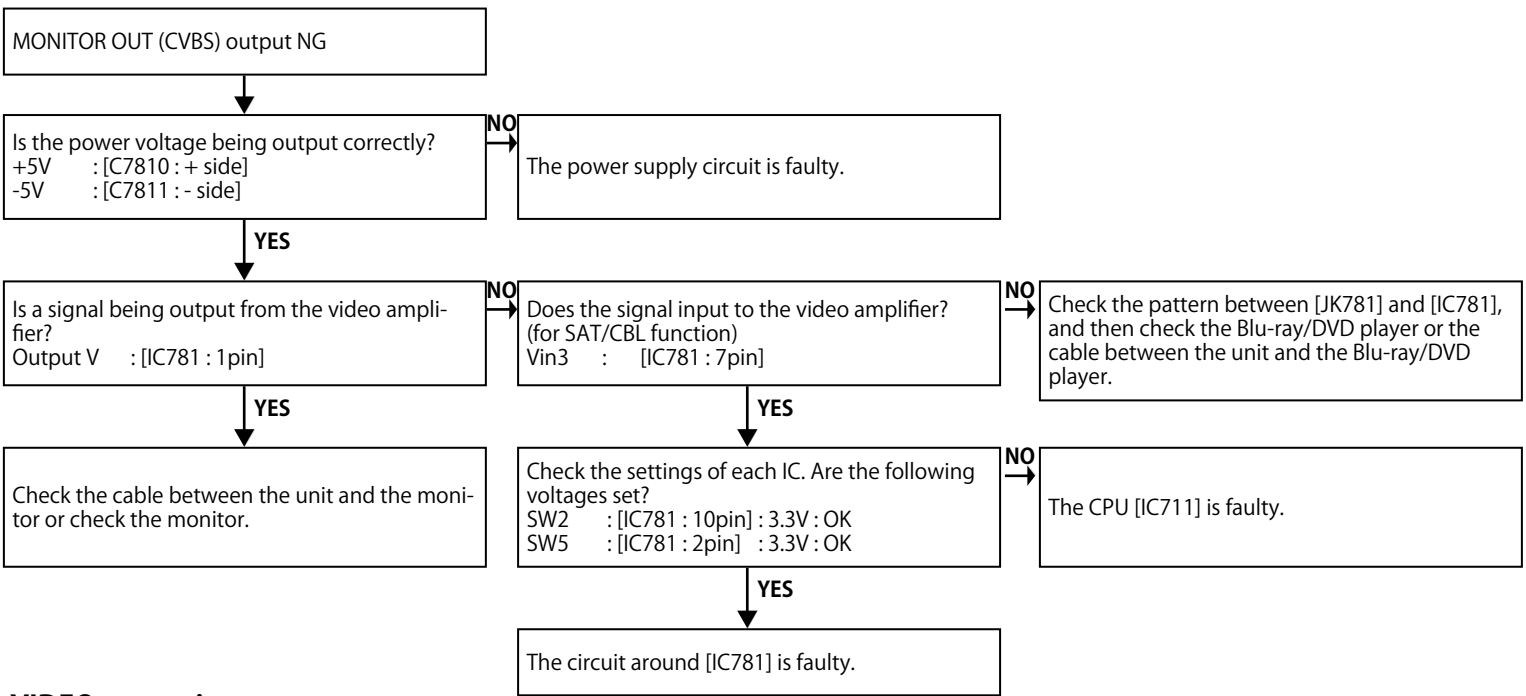 MONITOR OUT (CVBS) output NG
Is the power voltage being output correctly?
+5V : [C7810 : + side]
-5V : [C7811 : - side]
NO
The power supply circuit is faulty.
YES
Is a signal being output from the video ampli-
fier?
Output V : [IC781 : 1pin]
NO
Does the signal input to the video amplifier?
(for SAT/CBL function)
Vin3 : [IC781 : 7pin]
NO
Check the pattern between [JK781] and [IC781],
and then check the Blu-ray/DVD player or the
cable between the unit and the Blu-ray/DVD
player.
YES
YES
Check the cable between the unit and the moni-
tor or check the monitor.
Check the settings of each IC. Are the following
voltages set?
SW2 : [IC781 : 10pin] : 3.3V : OK
SW5 : [IC781 : 2pin] : 3.3V : OK
NO
The CPU [IC711] is faulty.
YES
The circuit around [IC781] is faulty.